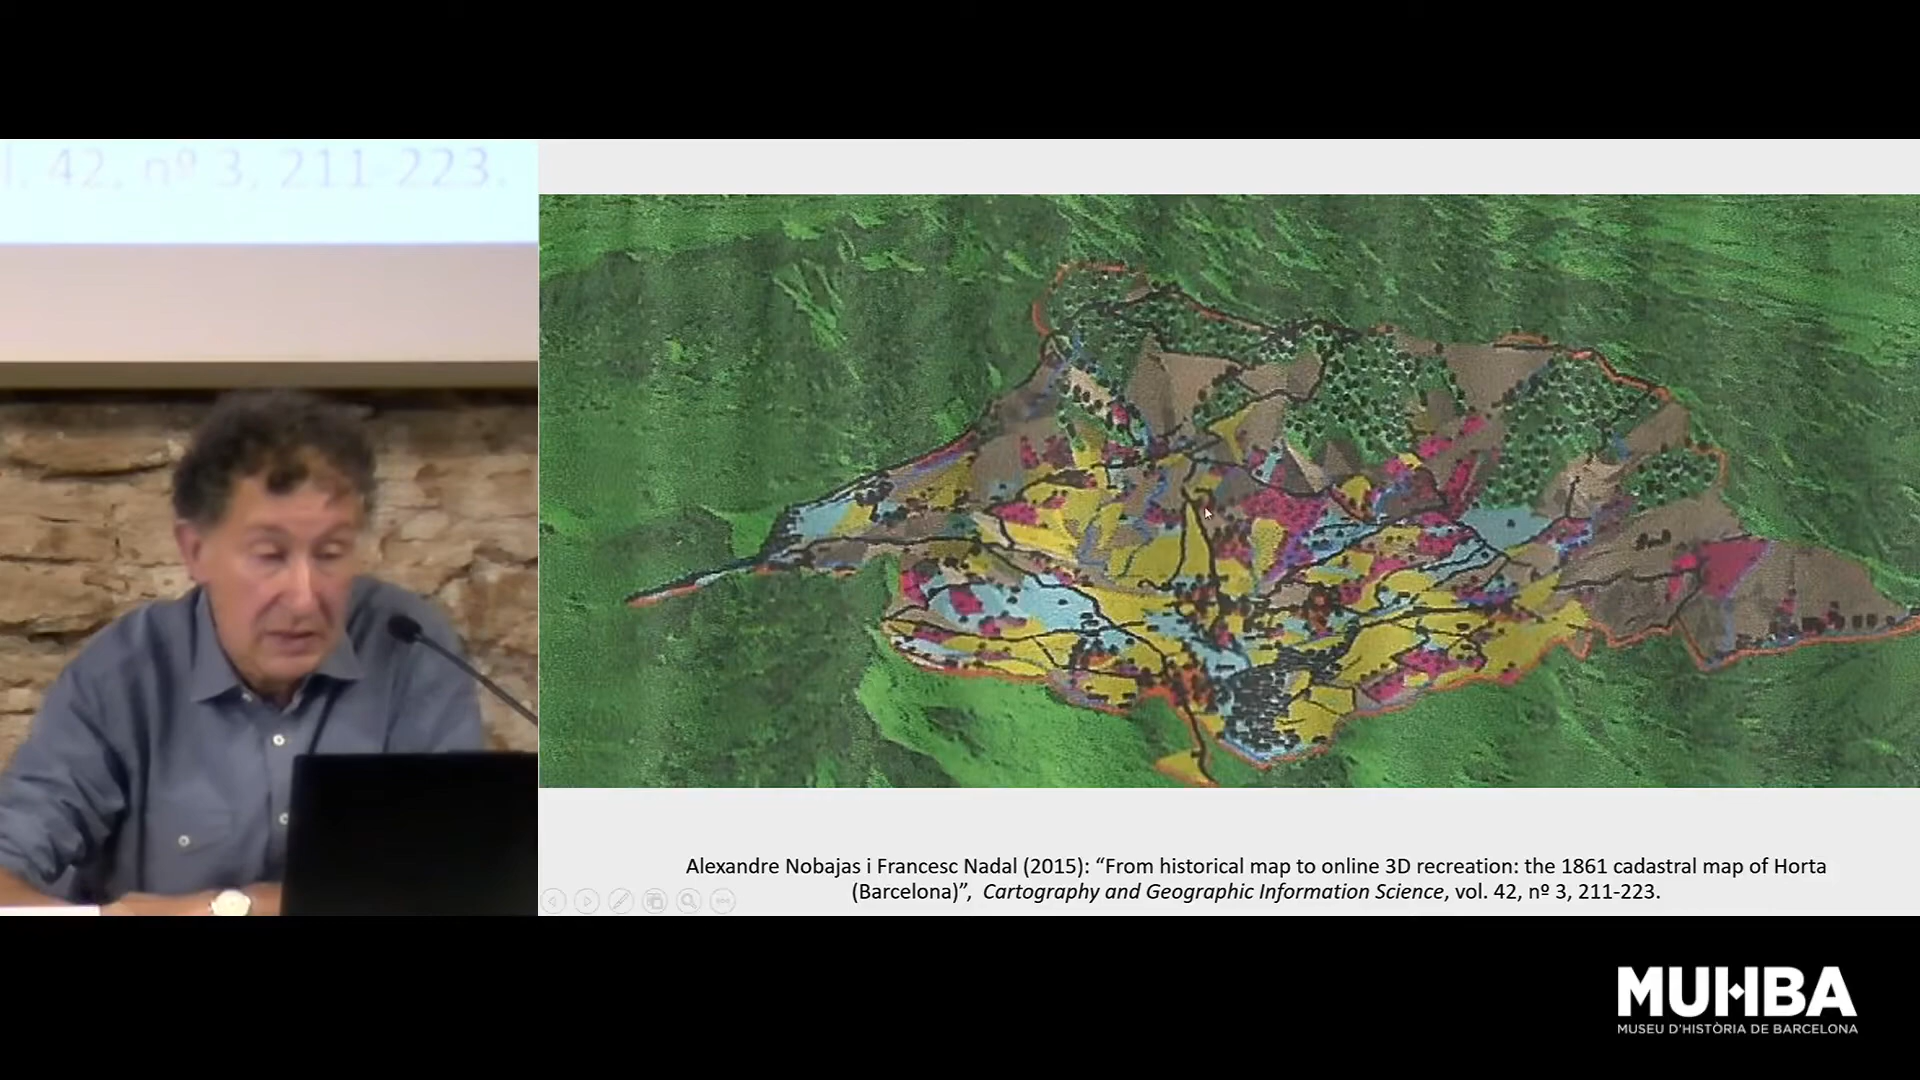 l. 42, nº 3, 211-223.
Alexandre Nobajas i Francesc Nadal (2015): “From historical map to online 3D recreation: the 1861 cadastral map of Horta
(Barcelona)”, Cartography and Geographic Information Science, vol. 42, nº 3, 211-223.
MUHBA
MUSEU D'HISTÒRIA DE BARCELONA